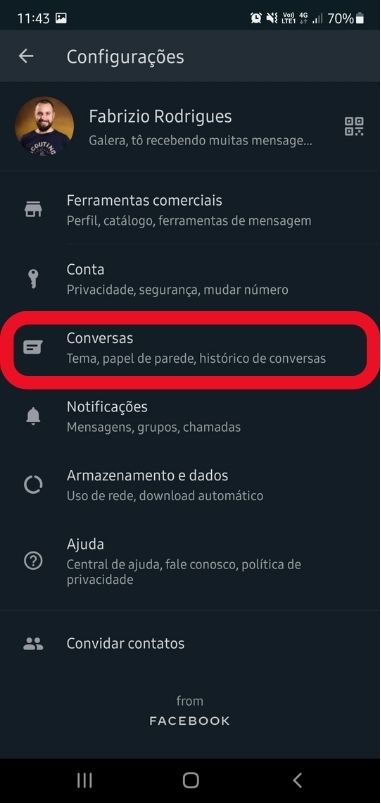 11:43 Vo)) LTE1 4G 70%
Configurações
Fabrizio Rodrigues
Galera, tô recebendo muitas mensage...
Ferramentas comerciais
Perfil, catálogo, ferramentas de mensagem
Conta
Privacidade, segurança, mudar número
Conversas
Tema, papel de parede, histórico de conversas
Notificações
Mensagens, grupos, chamadas
Armazenamento e dados
Uso de rede, download automático
Ajuda
Central de ajuda, fale conosco, política de
privacidade
Convidar contatos
from
FACEBOOK